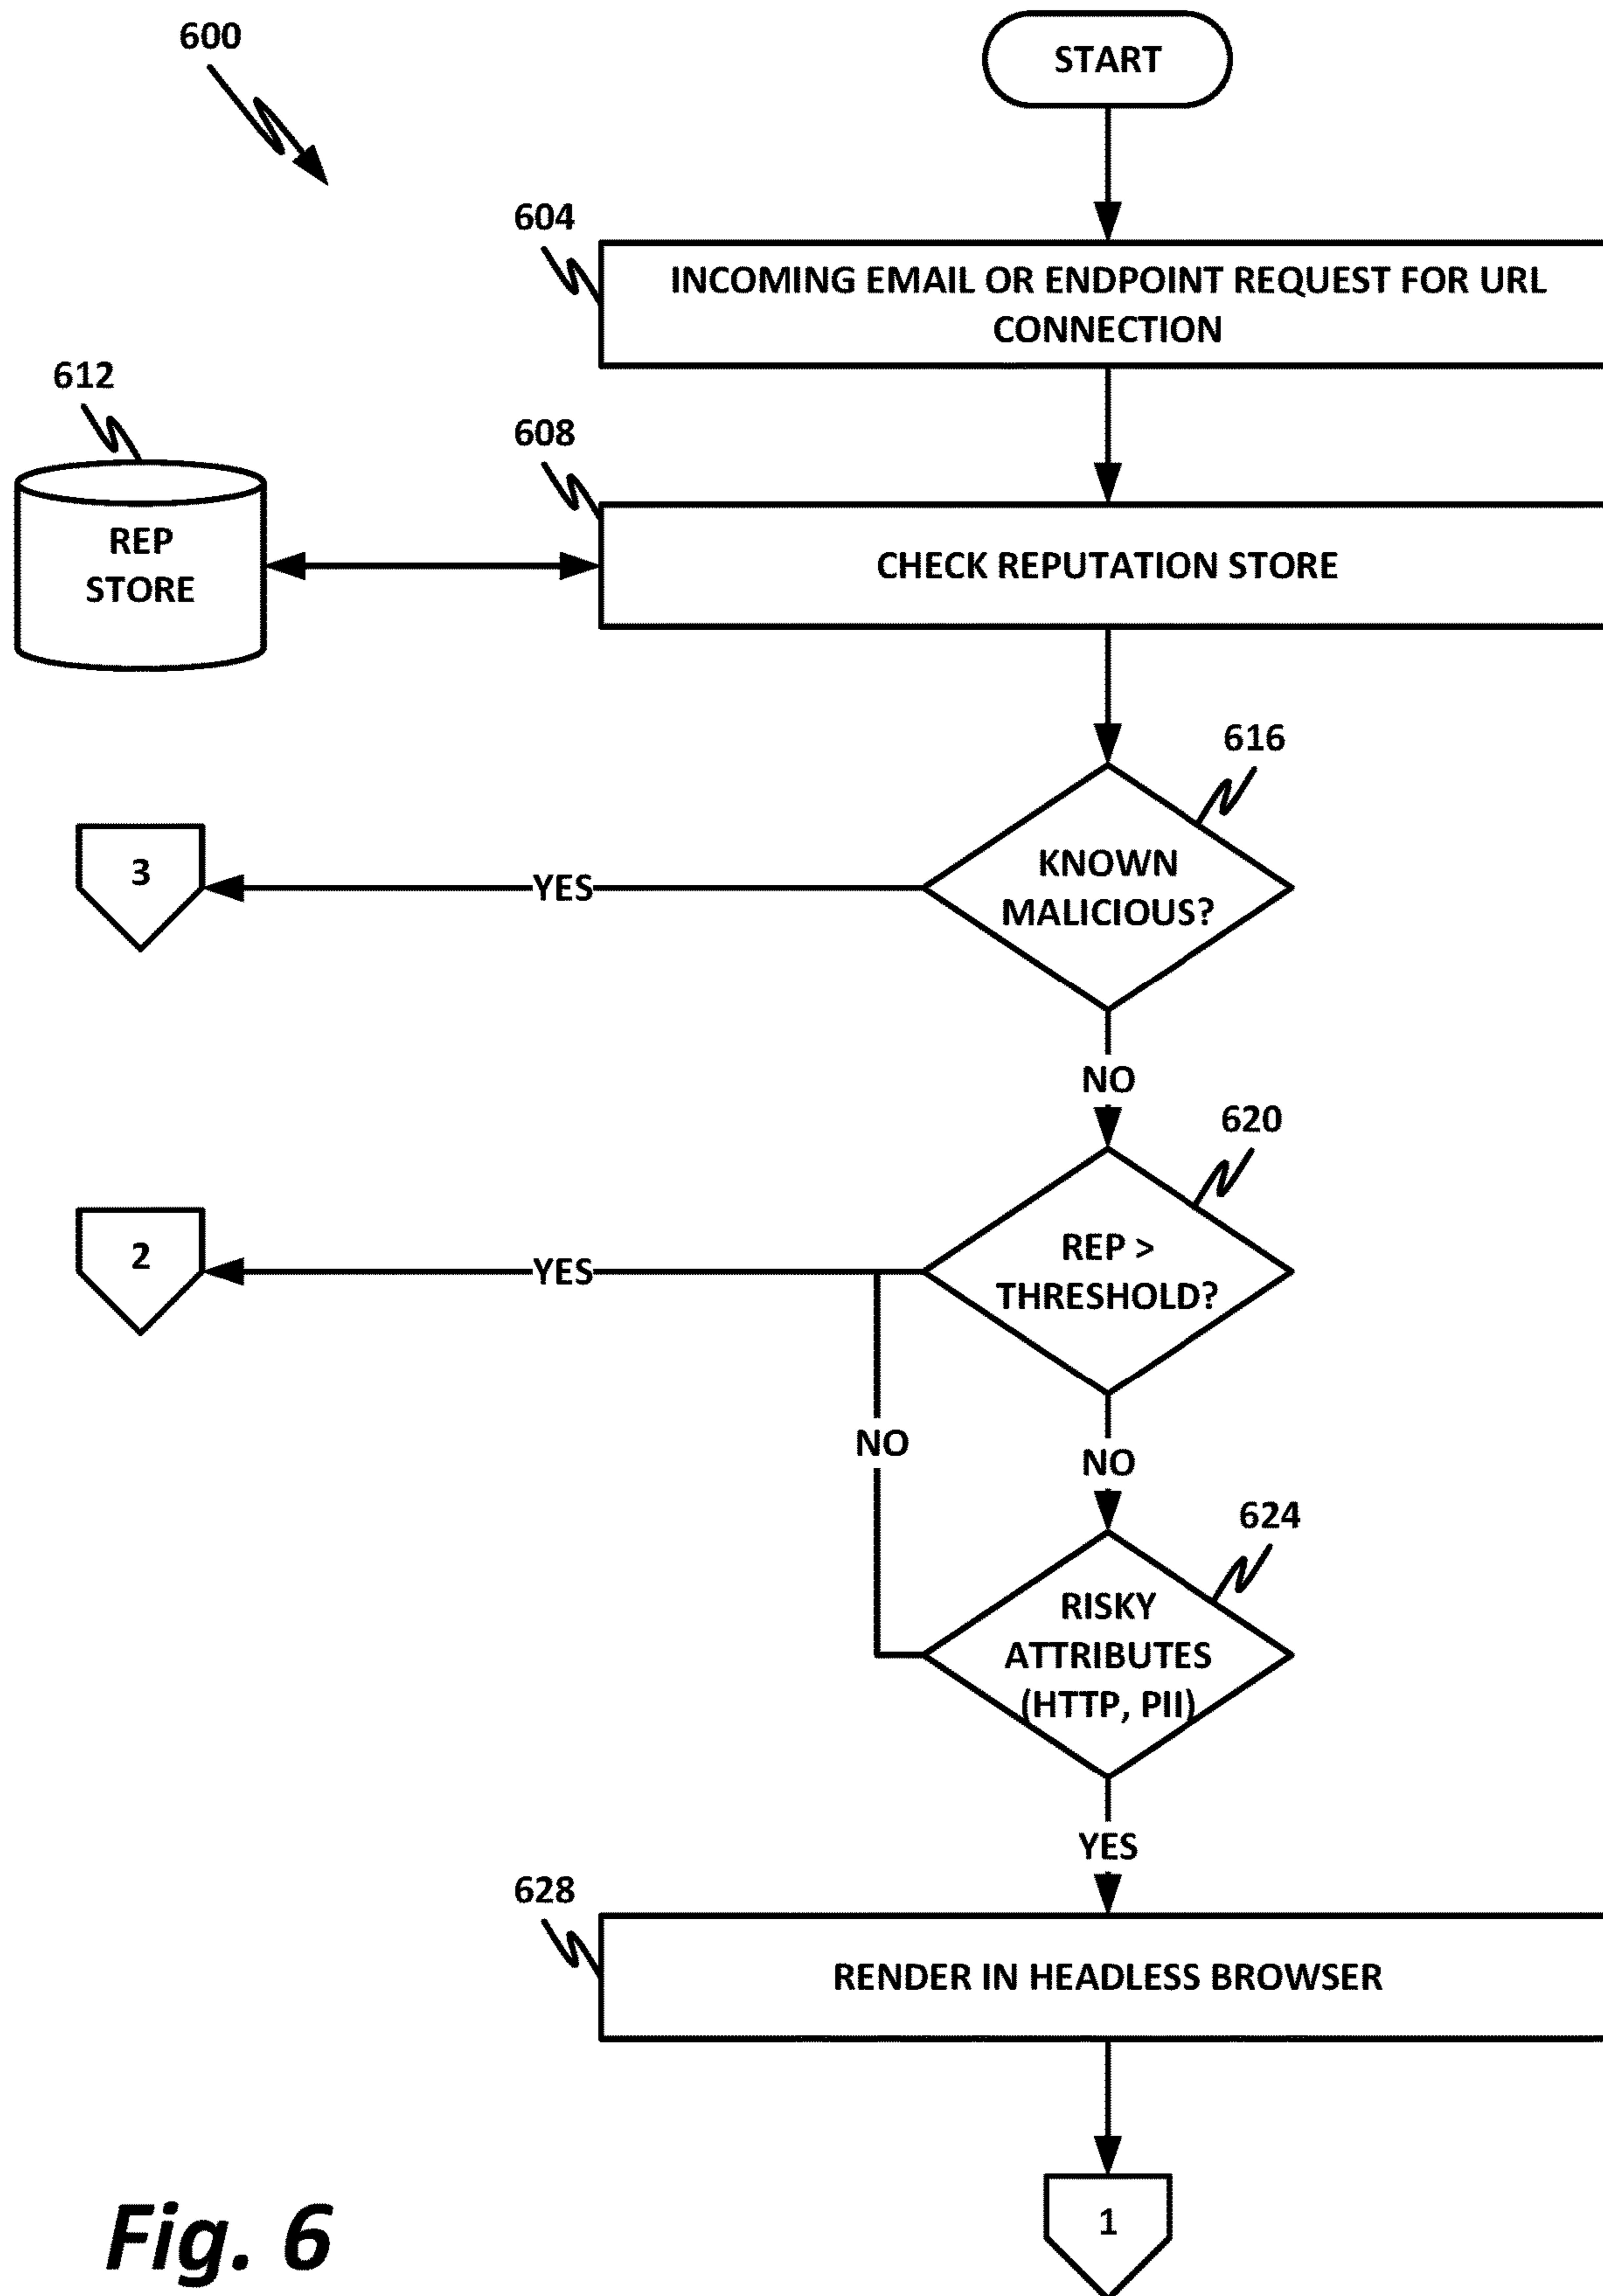 600
START
604
INCOMING EMAIL OR ENDPOINT REQUEST FOR URL
CONNECTION
612
608
REP
STORE
CHECK REPUTATION STORE
616
KNOWN
MALICIOUS?
3
YES
NO
620
REP >
THRESHOLD?
2
YES
NO
NO
624
RISKY
ATTRIBUTES
(HTTP, PII)
YES
628
RENDER IN HEADLESS BROWSER
1
Fig. 6